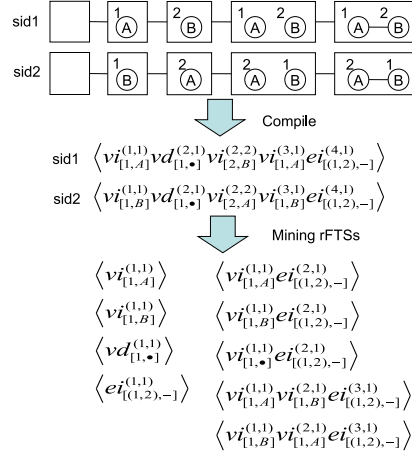 sid1 1 A 2 B 1 A 2 B 1 A 2 B
sid2 1 B 2 A 2 A 1 B 2 A 1 B
Compile
sid1 ⟨vi^{(1,1)}_{[1,A]} vd^{(2,1)}_{[1,•]} vi^{(2,2)}_{[2,B]} vi^{(3,1)}_{[1,A]} ei^{(4,1)}_{[(1,2),−]}⟩
sid2 ⟨vi^{(1,1)}_{[1,B]} vd^{(2,1)}_{[1,•]} vi^{(2,2)}_{[2,A]} vi^{(3,1)}_{[1,B]} ei^{(4,1)}_{[(1,2),−]}⟩
Mining rFTSs
⟨vi^{(1,1)}_{[1,A]}⟩ ⟨vi^{(1,1)}_{[1,A]} ei^{(2,1)}_{[(1,2),−]}⟩
⟨vi^{(1,1)}_{[1,B]}⟩ ⟨vi^{(1,1)}_{[1,B]} ei^{(2,1)}_{[(1,2),−]}⟩
⟨vd^{(1,1)}_{[1,•]}⟩ ⟨vi^{(1,1)}_{[1,•]} ei^{(2,1)}_{[(1,2),−]}⟩
⟨ei^{(1,1)}_{[(1,2),−]}⟩ ⟨vi^{(1,1)}_{[1,A]} vi^{(2,1)}_{[1,B]} ei^{(3,1)}_{[(1,2),−]}⟩
⟨vi^{(1,1)}_{[1,B]} vi^{(2,1)}_{[1,A]} ei^{(3,1)}_{[(1,2),−]}⟩